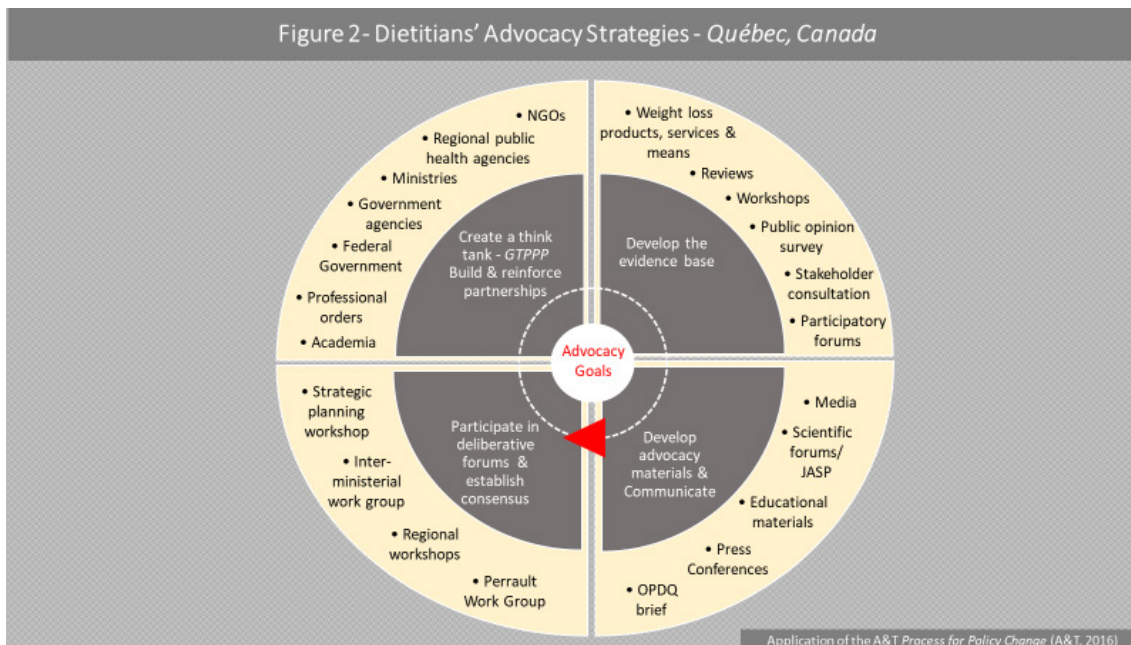 Figure 2- Dietitians' Advocacy Strategies - Québec, Canada
• NGOs
• Regional public
health agencies
• Ministries
• Government
agencies
• Federal
Government
• Professional
orders
• Academia
Create a think
tank - GTPPP
Build & reinforce
partnerships
• Weight loss
products, services &
means
• Reviews
• Workshops
• Public opinion
survey
• Stakeholder
consultation
• Participatory
forums
Develop the
evidence base
Advocacy
Goals
• Strategic
planning
workshop
• Inter-
ministerial
work group
• Regional
workshops
• Perrault
Work Group
Participate in
deliberative
forums &
establish
consensus
Develop
advocacy
materials &
Communicate
• Media
• Scientific
forums/
JASP
• Educational
materials
• Press
Conferences
• OPDQ
brief
Application of the A&T Process for Policy Change (A&T, 2016)